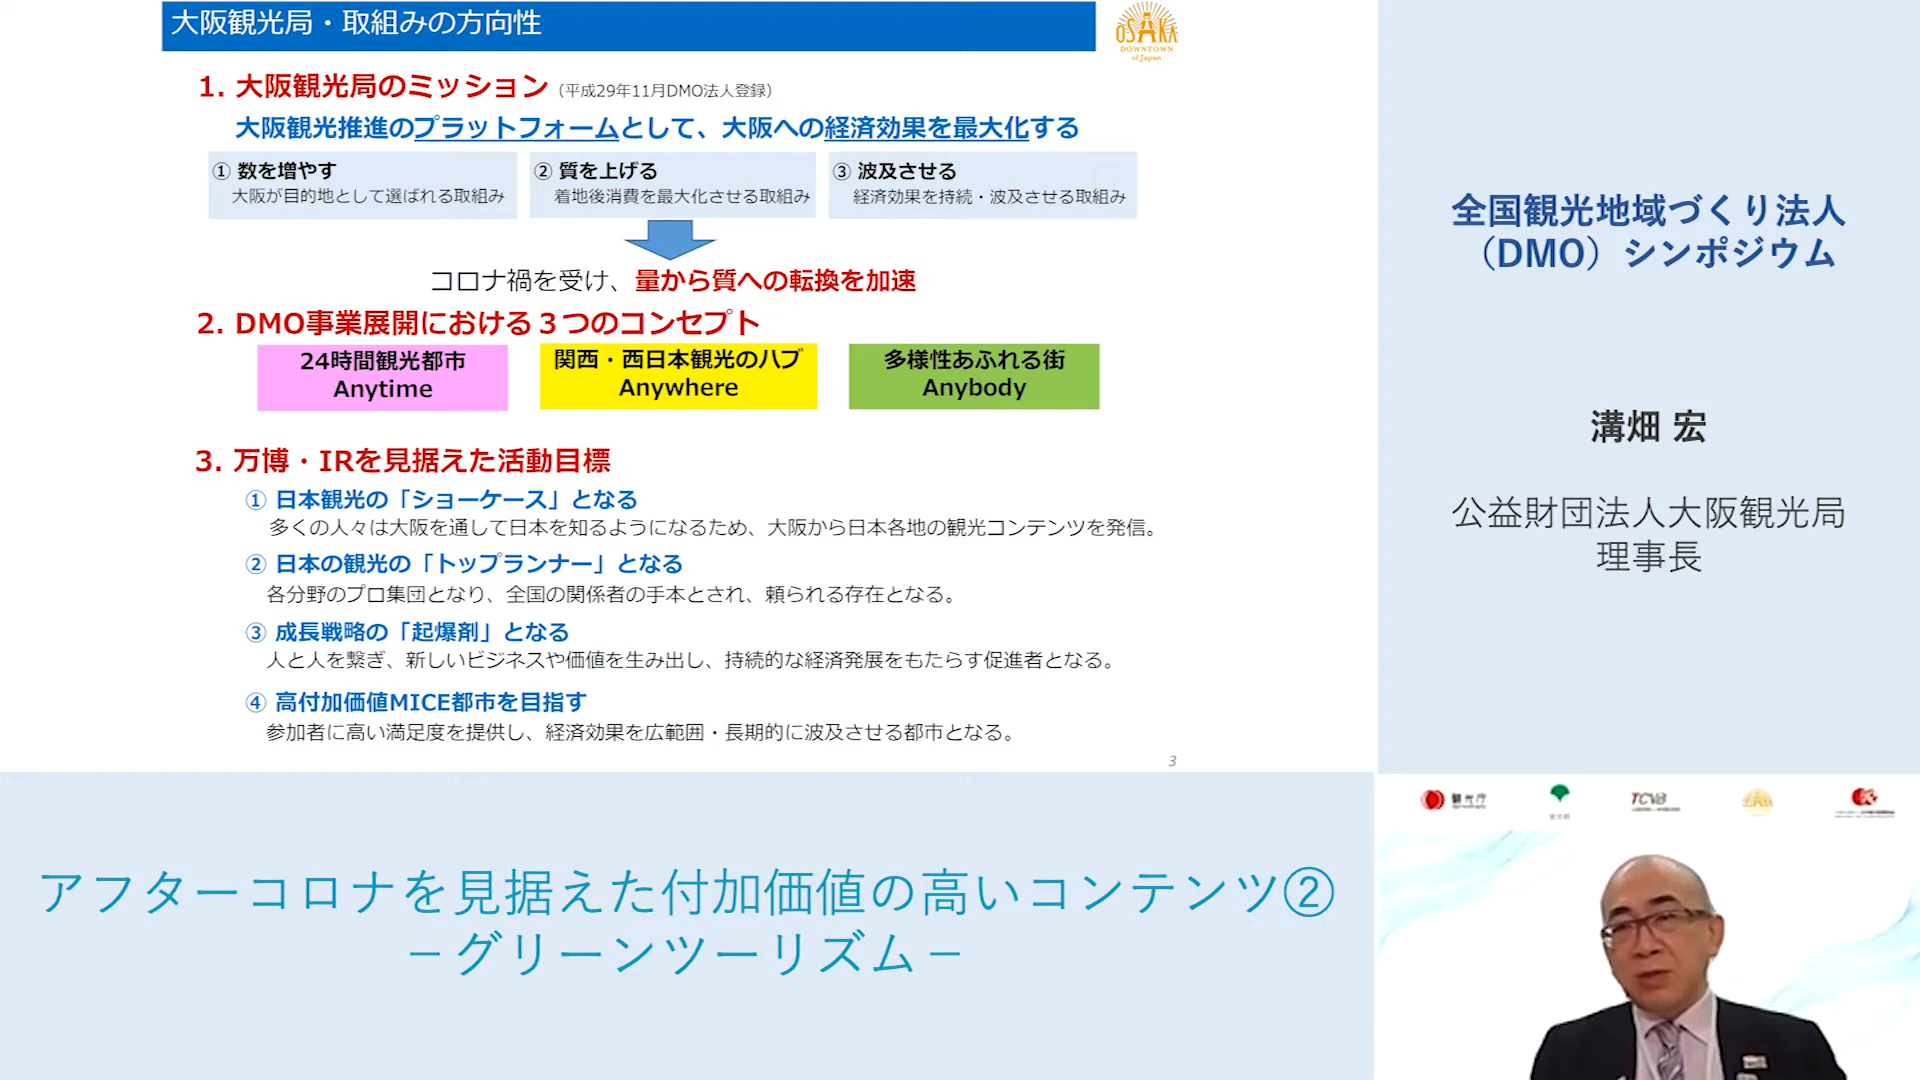 大阪観光局・取組みの方向性
OSAKA
DOWNTOWN
of Japan
1. 大阪観光局のミッション（平成29年11月DMO法人登録）
大阪観光推進のプラットフォームとして、大阪への経済効果を最大化する
① 数を増やす
大阪が目的地として選ばれる取組み
② 質を上げる
着地後消費を最大化させる取組み
③ 波及させる
経済効果を持続・波及させる取組み
コロナ禍を受け、量から質への転換を加速
2. DMO事業展開における３つのコンセプト
24時間観光都市
Anytime
関西・西日本観光のハブ
Anywhere
多様性あふれる街
Anybody
3. 万博・IRを見据えた活動目標
① 日本観光の「ショーケース」となる
多くの人々は大阪を通して日本を知るようになるため、大阪から日本各地の観光コンテンツを発信。
② 日本の観光の「トップランナー」となる
各分野のプロ集団となり、全国の関係者の手本とされ、頼られる存在となる。
③ 成長戦略の「起爆剤」となる
人と人を繋ぎ、新しいビジネスや価値を生み出し、持続的な経済発展をもたらす促進者となる。
④ 高付加価値MICE都市を目指す
参加者に高い満足度を提供し、経済効果を広範囲・長期的に波及させる都市となる。
3
全国観光地域づくり法人
（DMO）シンポジウム
溝畑 宏
公益財団法人大阪観光局
理事長
観光庁
東京都
TCVB
アフターコロナを見据えた付加価値の高いコンテンツ②
－グリーンツーリズム－